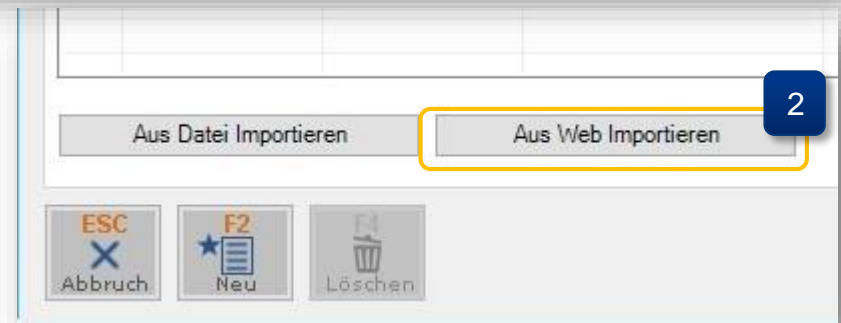 2
Aus Datei Importieren
Aus Web Importieren
ESC
Abbruch
F2
Neu
F4
Löschen